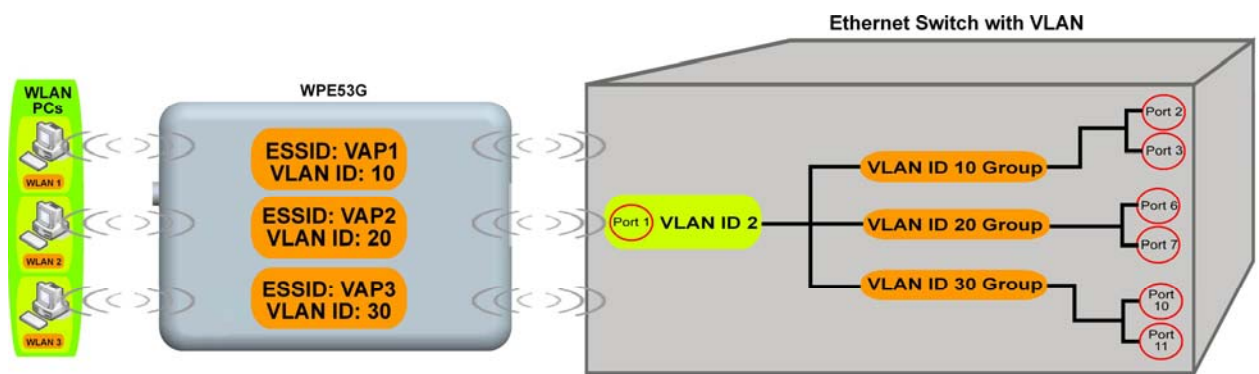 Ethernet Switch with VLAN
WLAN
PCs
WLAN 1
WLAN 2
WLAN 3
WPE53G
ESSID: VAP1
VLAN ID: 10
ESSID: VAP2
VLAN ID: 20
ESSID: VAP3
VLAN ID: 30
Port 1
VLAN ID 2
VLAN ID 10 Group
VLAN ID 20 Group
VLAN ID 30 Group
Port 2
Port 3
Port 6
Port 7
Port
10
Port
11